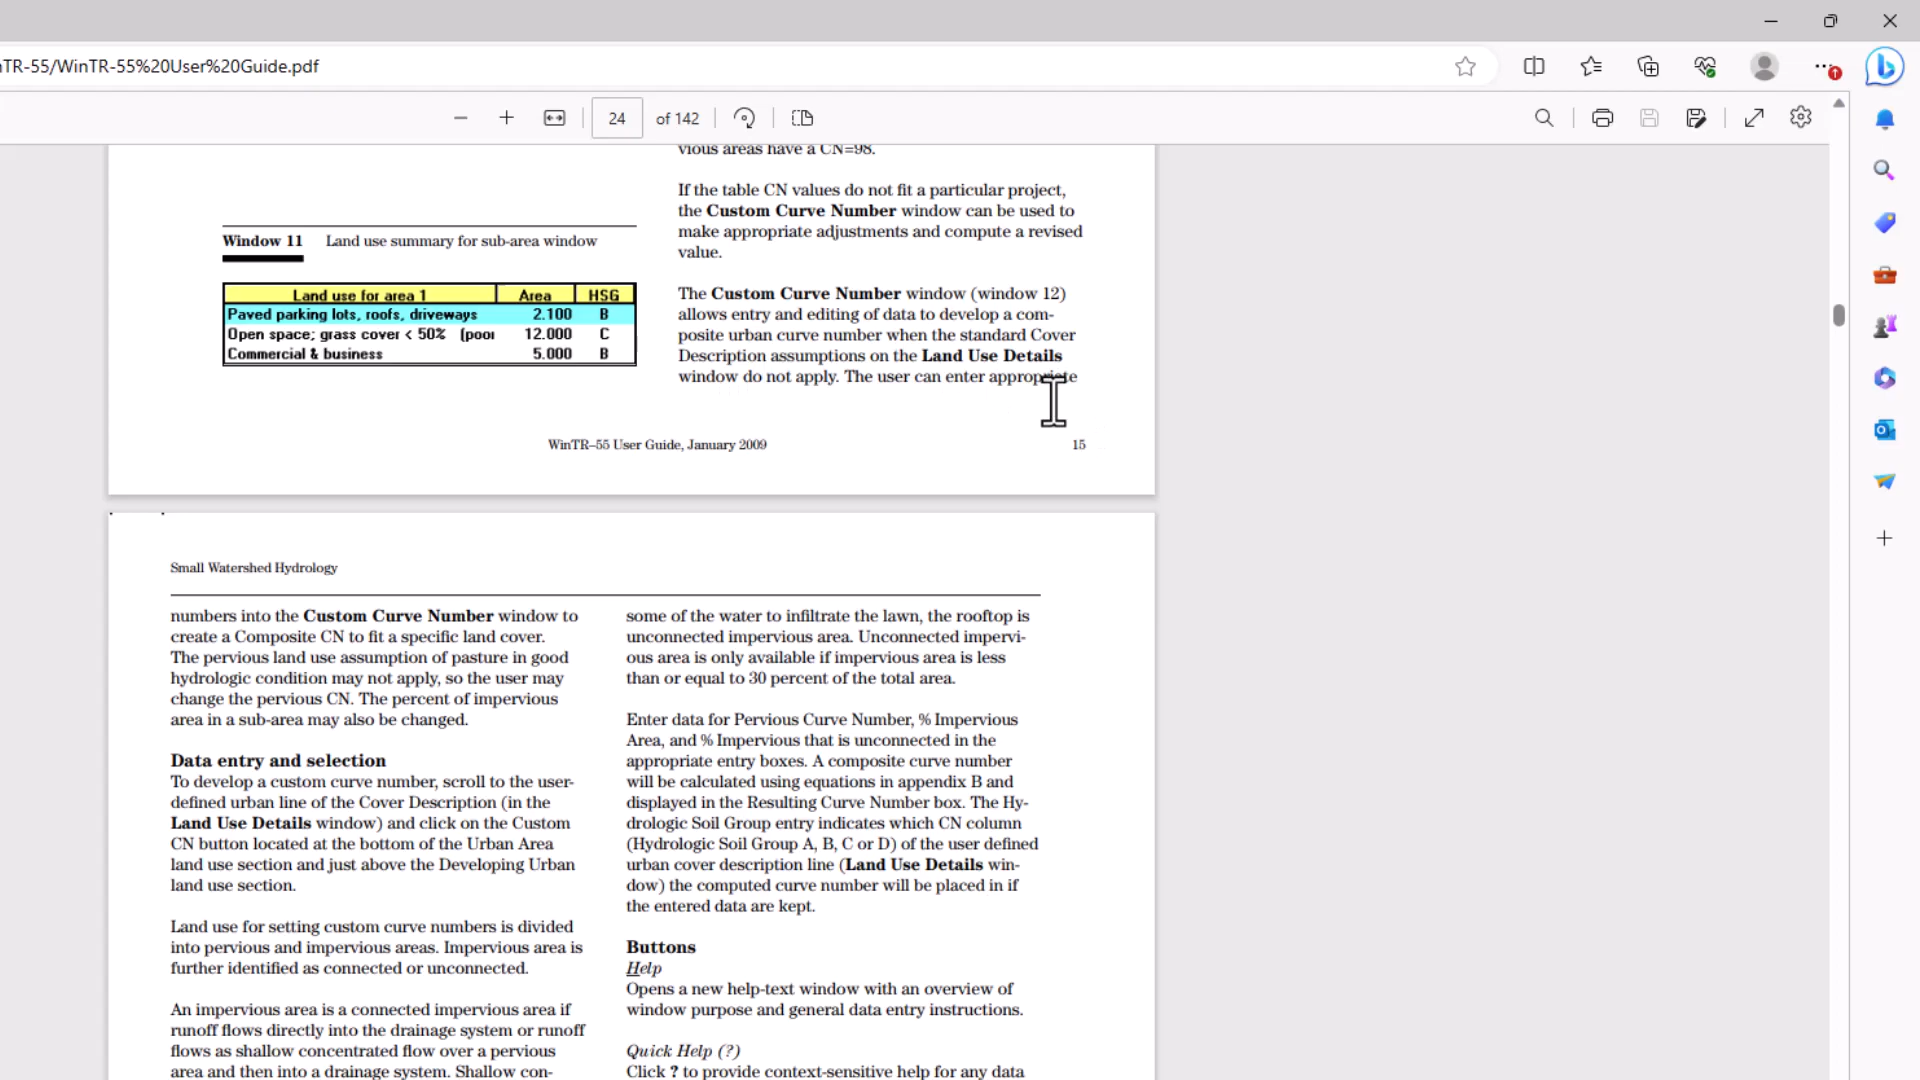 nTR-55/WinTR-55%20User%20Guide.pdf
24 of 142
vious areas have a CN=98.
Window 11 Land use summary for sub-area window
Land use for area 1 Area HSG
Paved parking lots, roofs, driveways 2.100 B
Open space; grass cover < 50% (poor 12.000 C
Commercial & business 5.000 B
If the table CN values do not fit a particular project,
the Custom Curve Number window can be used to
make appropriate adjustments and compute a revised
value.
The Custom Curve Number window (window 12)
allows entry and editing of data to develop a com-
posite urban curve number when the standard Cover
Description assumptions on the Land Use Details
window do not apply. The user can enter appropriate
WinTR–55 User Guide, January 2009 15
Small Watershed Hydrology
numbers into the Custom Curve Number window to
create a Composite CN to fit a specific land cover.
The pervious land use assumption of pasture in good
hydrologic condition may not apply, so the user may
change the pervious CN. The percent of impervious
area in a sub-area may also be changed.
Data entry and selection
To develop a custom curve number, scroll to the user-
defined urban line of the Cover Description (in the
Land Use Details window) and click on the Custom
CN button located at the bottom of the Urban Area
land use section and just above the Developing Urban
land use section.
Land use for setting custom curve numbers is divided
into pervious and impervious areas. Impervious area is
further identified as connected or unconnected.
An impervious area is a connected impervious area if
runoff flows directly into the drainage system or runoff
flows as shallow concentrated flow over a pervious
area and then into a drainage system. Shallow con-
some of the water to infiltrate the lawn, the rooftop is
unconnected impervious area. Unconnected impervi-
ous area is only available if impervious area is less
than or equal to 30 percent of the total area.
Enter data for Pervious Curve Number, % Impervious
Area, and % Impervious that is unconnected in the
appropriate entry boxes. A composite curve number
will be calculated using equations in appendix B and
displayed in the Resulting Curve Number box. The Hy-
drologic Soil Group entry indicates which CN column
(Hydrologic Soil Group A, B, C or D) of the user defined
urban cover description line (Land Use Details win-
dow) the computed curve number will be placed in if
the entered data are kept.
Buttons
Help
Opens a new help-text window with an overview of
window purpose and general data entry instructions.
Quick Help (?)
Click ? to provide context-sensitive help for any data